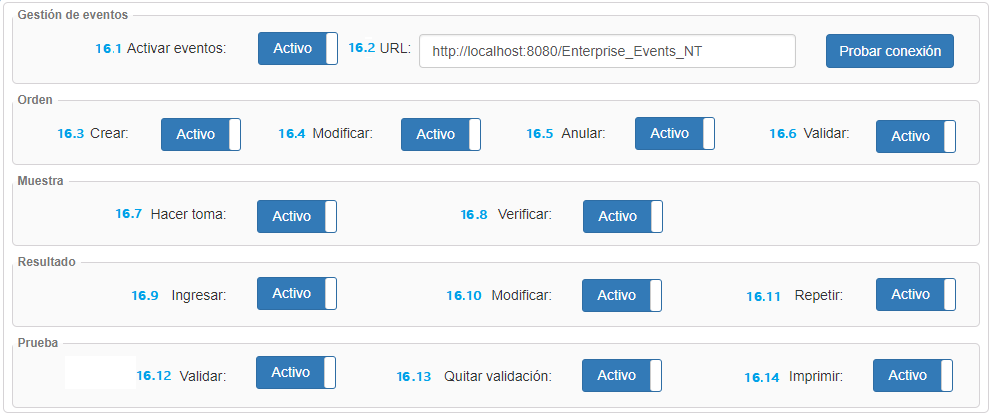 Gestión de eventos
16.1 Activar eventos: Activo 16.2 URL: http://localhost:8080/Enterprise_Events_NT Probar conexión
Orden
16.3 Crear: Activo 16.4 Modificar: Activo 16.5 Anular: Activo 16.6 Validar: Activo
Muestra
16.7 Hacer toma: Activo 16.8 Verificar: Activo
Resultado
16.9 Ingresar: Activo 16.10 Modificar: Activo 16.11 Repetir: Activo
Prueba
16.12 Validar: Activo 16.13 Quitar validación: Activo 16.14 Imprimir: Activo